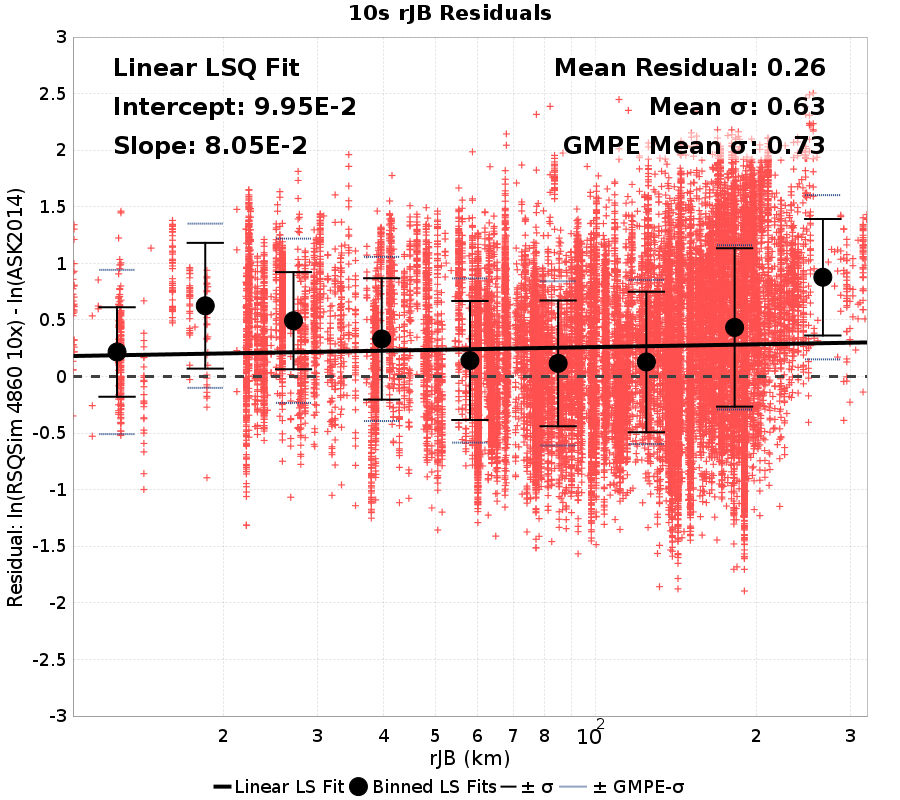 10s rJB Residuals
Linear LSQ Fit
Intercept: 9.95E-2
Slope: 8.05E-2
Mean Residual: 0.26
Mean σ: 0.63
GMPE Mean σ: 0.73
Residual: ln(RSQSim 4860 10x) - ln(ASK2014)
3
2.5
2
1.5
1
0.5
0
-0.5
-1
-1.5
-2
-2.5
-3
2 3 4 5 6 7 8 10² 2 3
rJB (km)
Linear LS Fit Binned LS Fits ± σ ± GMPE-σ